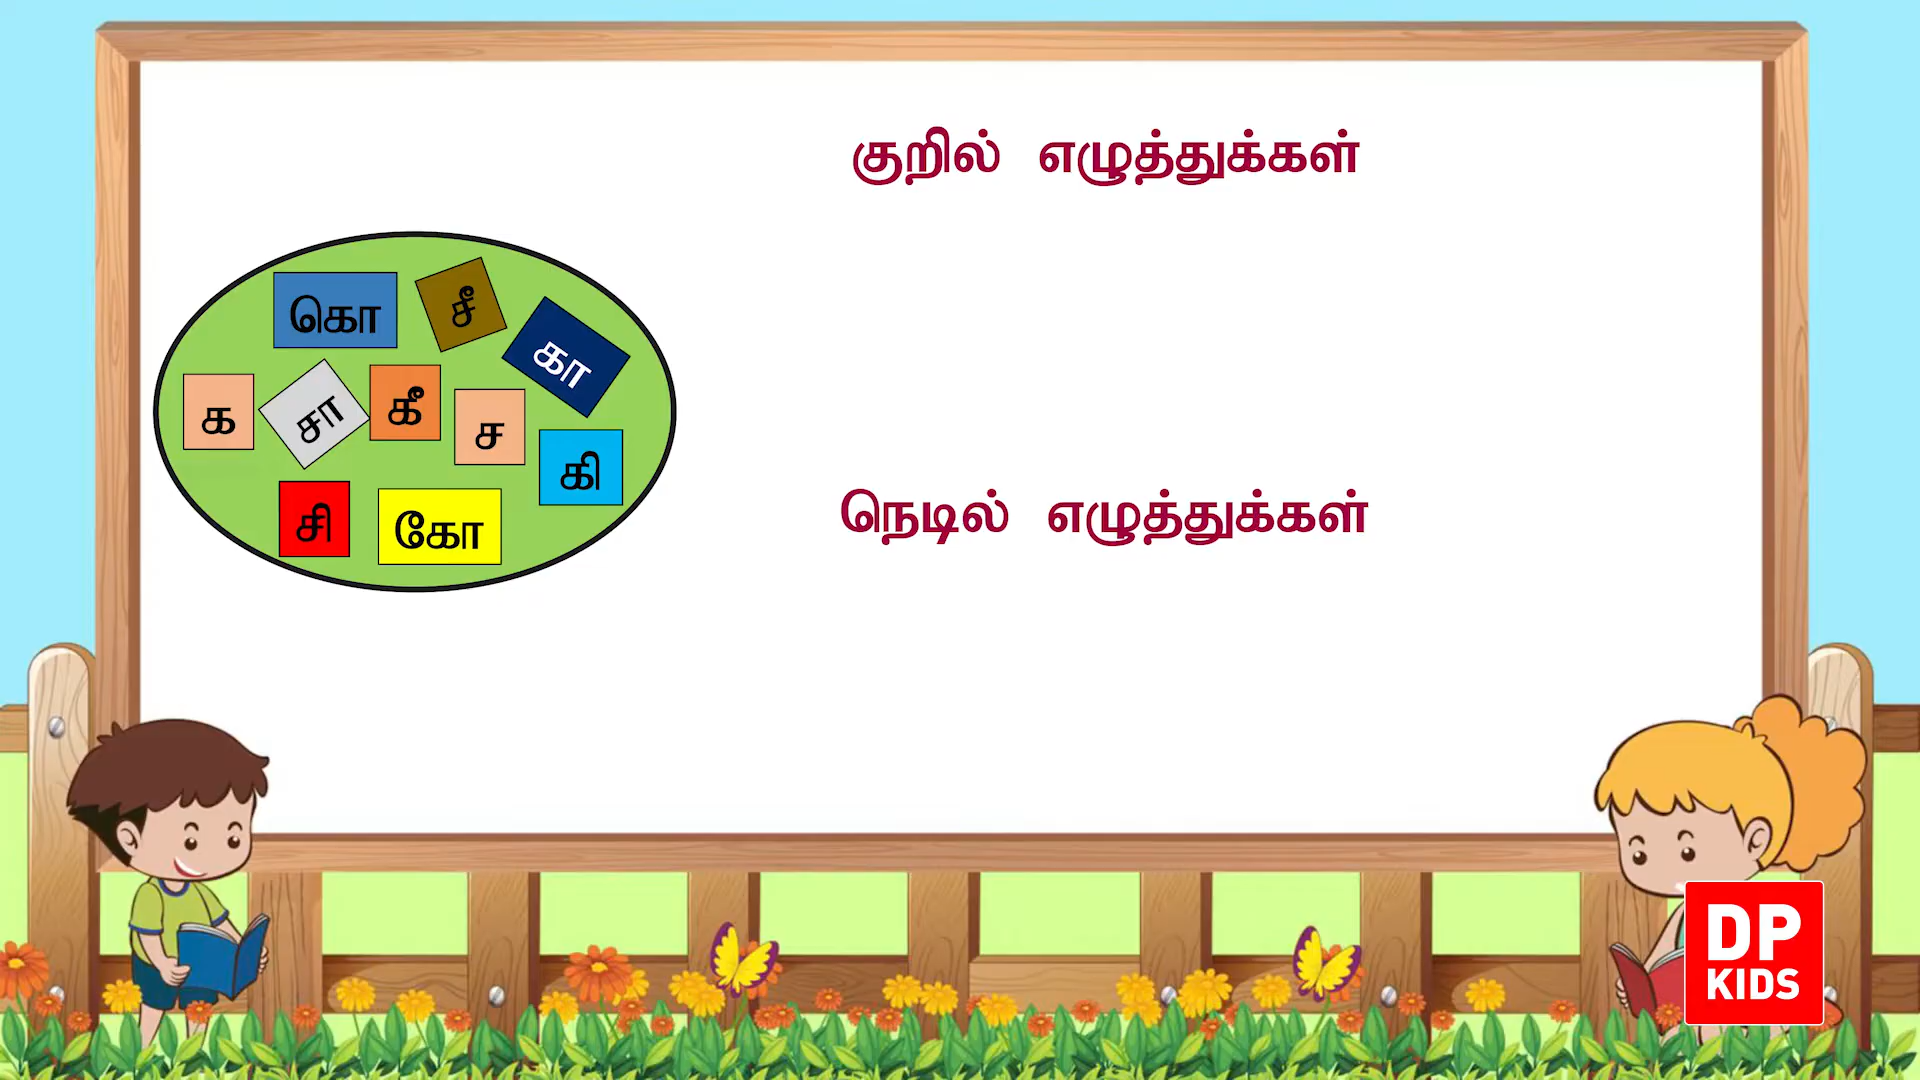 குறில் எழுத்துக்கள்
கொ
சீ
கா
க
சா
கீ
ச
கி
சி
கோ
நெடில் எழுத்துக்கள்
DP
KIDS